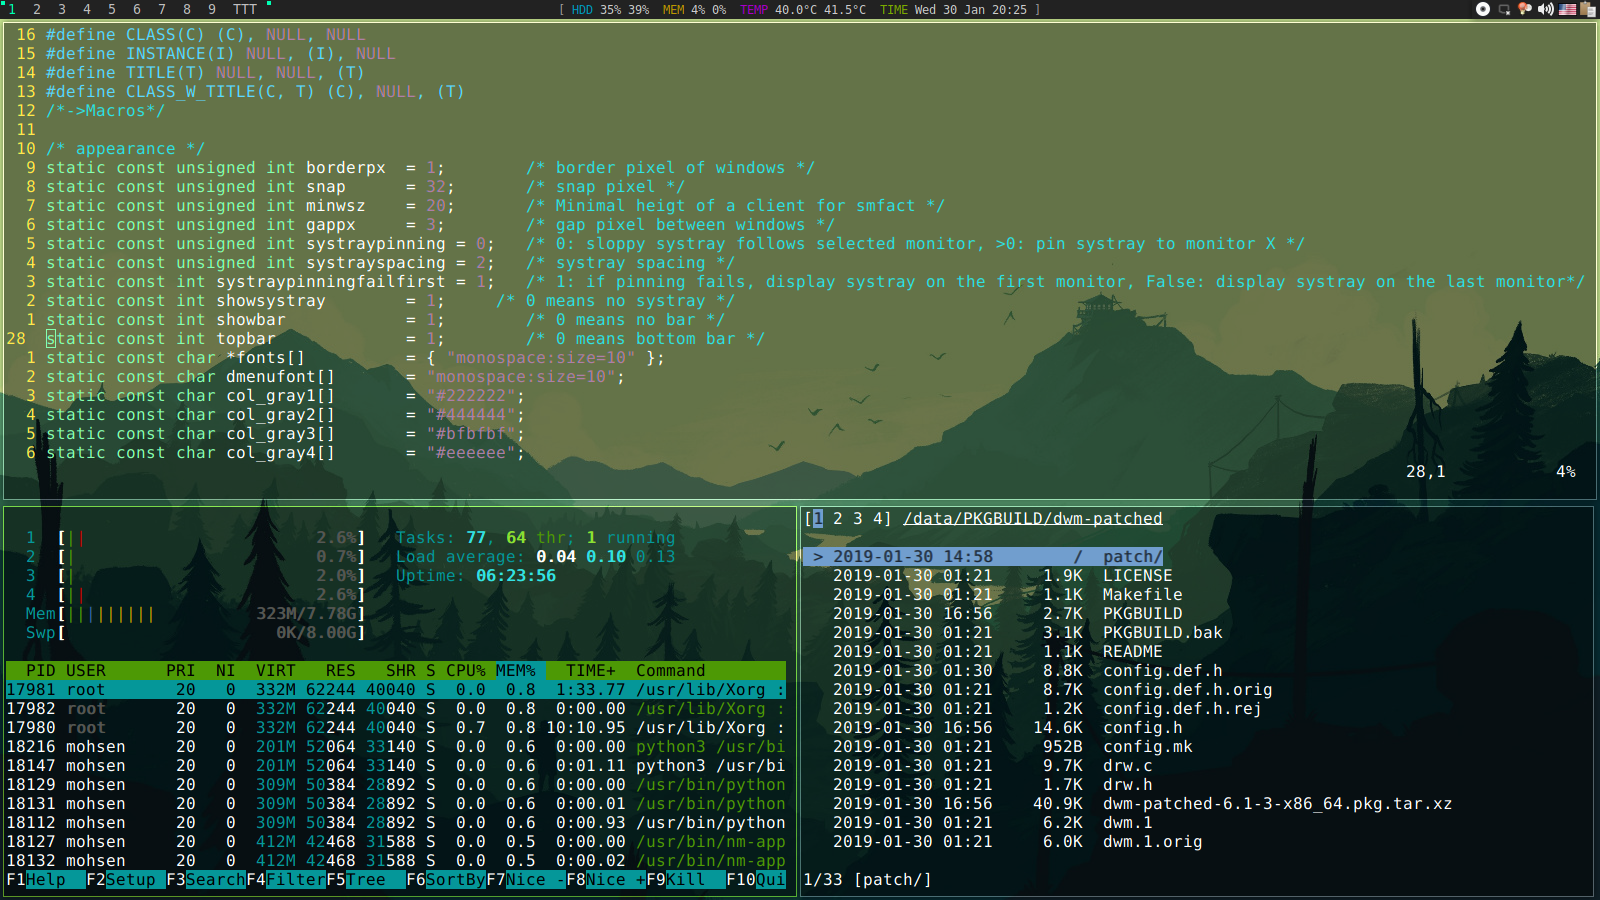 1 2 3 4 5 6 7 8 9 TTT [ HDD 35% 39% MEM 4% 0% TEMP 40.0°C 41.5°C TIME Wed 30 Jan 20:25 ]
16 #define CLASS(C) (C), NULL, NULL
15 #define INSTANCE(I) NULL, (I), NULL
14 #define TITLE(T) NULL, NULL, (T)
13 #define CLASS_W_TITLE(C, T) (C), NULL, (T)
12 /*->Macros*/
11
10 /* appearance */
9 static const unsigned int borderpx = 1; /* border pixel of windows */
8 static const unsigned int snap = 32; /* snap pixel */
7 static const unsigned int minwsz = 20; /* Minimal heigt of a client for smfact */
6 static const unsigned int gappx = 3; /* gap pixel between windows */
5 static const unsigned int systraypinning = 0; /* 0: sloppy systray follows selected monitor, >0: pin systray to monitor X */
4 static const unsigned int systrayspacing = 2; /* systray spacing */
3 static const int systraypinningfailfirst = 1; /* 1: if pinning fails, display systray on the first monitor, False: display systray on the last monitor*/
2 static const int showsystray = 1; /* 0 means no systray */
1 static const int showbar = 1; /* 0 means no bar */
28 static const int topbar = 1; /* 0 means bottom bar */
1 static const char *fonts[] = { "monospace:size=10" };
2 static const char dmenufont[] = "monospace:size=10";
3 static const char col_gray1[] = "#222222";
4 static const char col_gray2[] = "#444444";
5 static const char col_gray3[] = "#bfbfbf";
6 static const char col_gray4[] = "#eeeeee";
28,1 4%
1 [|| 2.6%] Tasks: 77, 64 thr; 1 running
2 [| 0.7%] Load average: 0.04 0.10 0.13
3 [| 2.0%] Uptime: 06:23:56
4 [|| 2.6%]
Mem[||||||||| 323M/7.78G]
Swp[ 0K/8.00G]
PID USER PRI NI VIRT RES SHR S CPU% MEM% TIME+ Command
17981 root 20 0 332M 62244 40040 S 0.0 0.8 1:33.77 /usr/lib/Xorg :
17982 root 20 0 332M 62244 40040 S 0.0 0.8 0:00.00 /usr/lib/Xorg :
17980 root 20 0 332M 62244 40040 S 0.7 0.8 10:10.95 /usr/lib/Xorg :
18216 mohsen 20 0 201M 52064 33140 S 0.0 0.6 0:00.00 python3 /usr/bi
18147 mohsen 20 0 201M 52064 33140 S 0.0 0.6 0:01.11 python3 /usr/bi
18129 mohsen 20 0 309M 50384 28892 S 0.0 0.6 0:00.00 /usr/bin/python
18131 mohsen 20 0 309M 50384 28892 S 0.0 0.6 0:00.01 /usr/bin/python
18112 mohsen 20 0 309M 50384 28892 S 0.0 0.6 0:00.93 /usr/bin/python
18127 mohsen 20 0 412M 42468 31588 S 0.0 0.5 0:00.00 /usr/bin/nm-app
18132 mohsen 20 0 412M 42468 31588 S 0.0 0.5 0:00.02 /usr/bin/nm-app
F1Help F2Setup F3SearchF4FilterF5Tree F6SortByF7Nice -F8Nice +F9Kill F10Qui
[1 2 3 4] /data/PKGBUILD/dwm-patched
> 2019-01-30 14:58 / patch/
2019-01-30 01:21 1.9K LICENSE
2019-01-30 01:21 1.1K Makefile
2019-01-30 16:56 2.7K PKGBUILD
2019-01-30 01:21 3.1K PKGBUILD.bak
2019-01-30 01:21 1.1K README
2019-01-30 01:30 8.8K config.def.h
2019-01-30 01:21 8.7K config.def.h.orig
2019-01-30 01:21 1.2K config.def.h.rej
2019-01-30 16:56 14.6K config.h
2019-01-30 01:21 952B config.mk
2019-01-30 01:21 9.7K drw.c
2019-01-30 01:21 1.7K drw.h
2019-01-30 16:56 40.9K dwm-patched-6.1-3-x86_64.pkg.tar.xz
2019-01-30 01:21 6.2K dwm.1
2019-01-30 01:21 6.0K dwm.1.orig
1/33 [patch/]